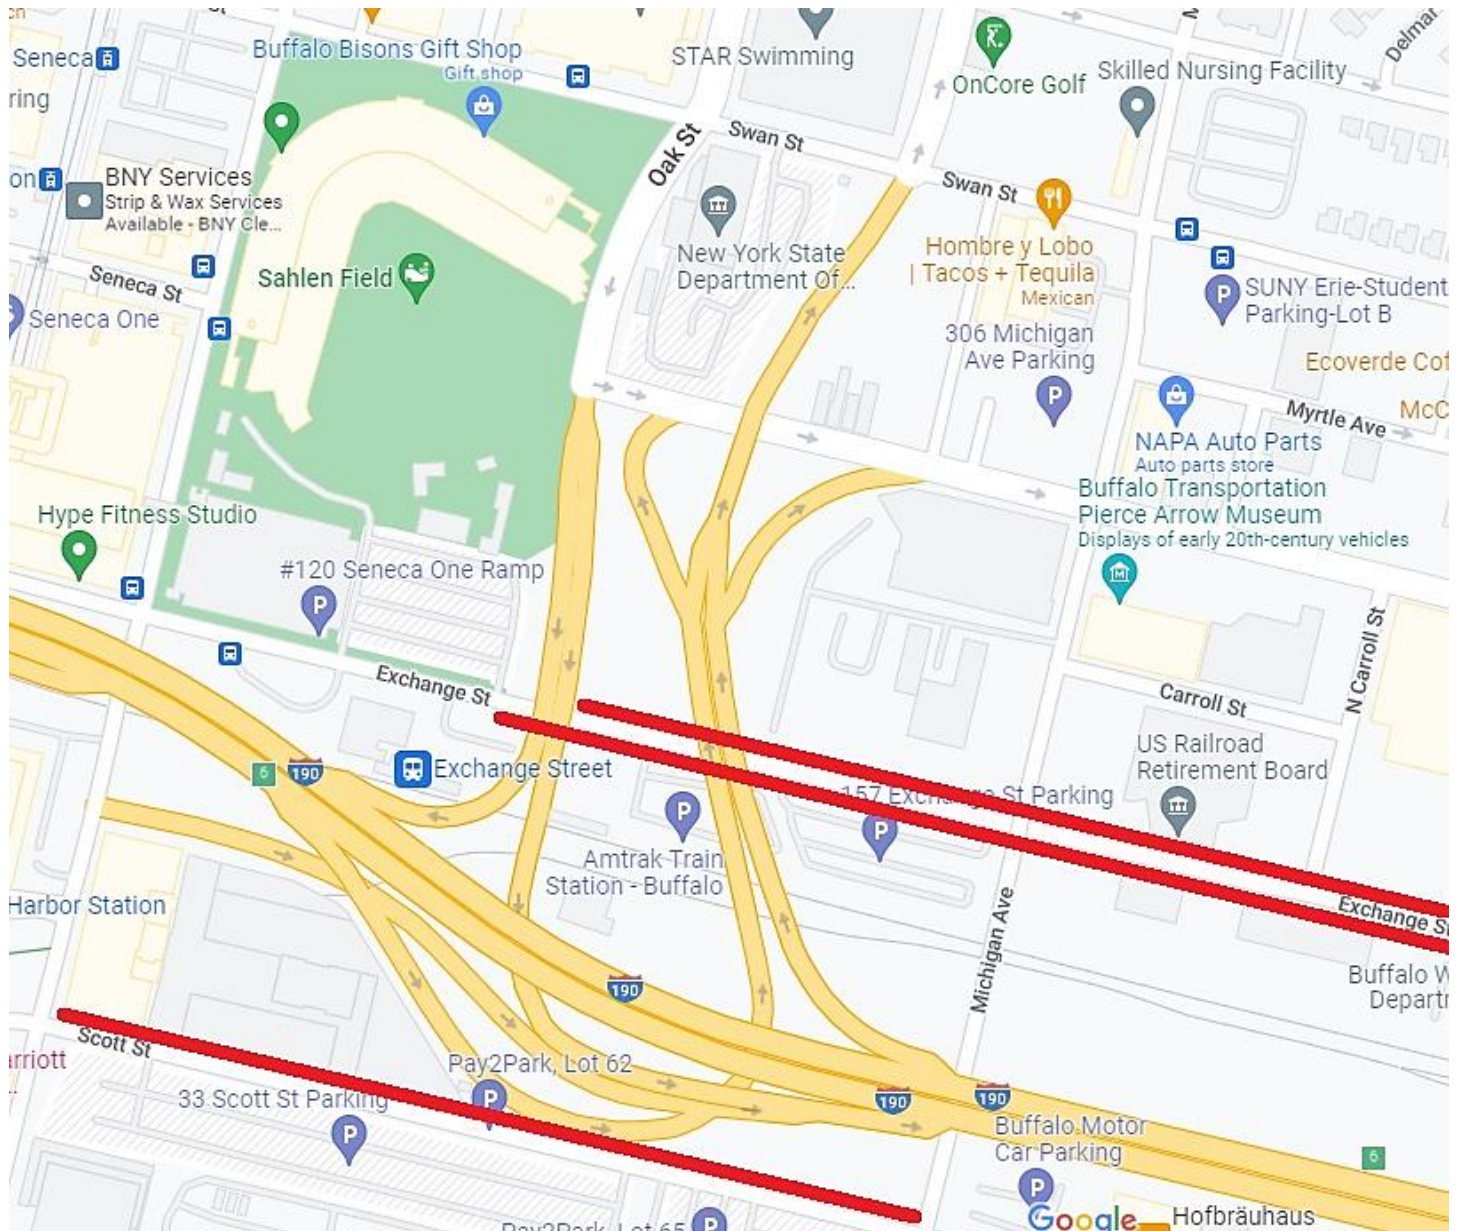 Seneca
ring
Buffalo Bisons Gift Shop
Gift shop
STAR Swimming
OnCore Golf
Skilled Nursing Facility
Delmar
Oak St
Swan St
BNY Services
Strip & Wax Services
Available - BNY Cle...
Swan St
New York State
Department Of...
Hombre y Lobo
| Tacos + Tequila
Mexican
Sahlen Field
Seneca St
Seneca One
SUNY Erie-Student
Parking-Lot B
306 Michigan
Ave Parking
Ecoverde Cof
Myrtle Ave
McC
NAPA Auto Parts
Auto parts store
Buffalo Transportation
Pierce Arrow Museum
Displays of early 20th-century vehicles
Hype Fitness Studio
#120 Seneca One Ramp
Exchange St
Carroll St
N Carroll St
US Railroad
Retirement Board
6
190
Exchange Street
157 Exchange St Parking
Amtrak Train
Station - Buffalo
Harbor Station
Michigan Ave
Exchange S
Buffalo W
Departr
190
Scott St
arriott
Pay2Park, Lot 62
33 Scott St Parking
190
190
Buffalo Motor
Car Parking
6
Pay2Park, Lot 65
Google
Hofbräuhaus